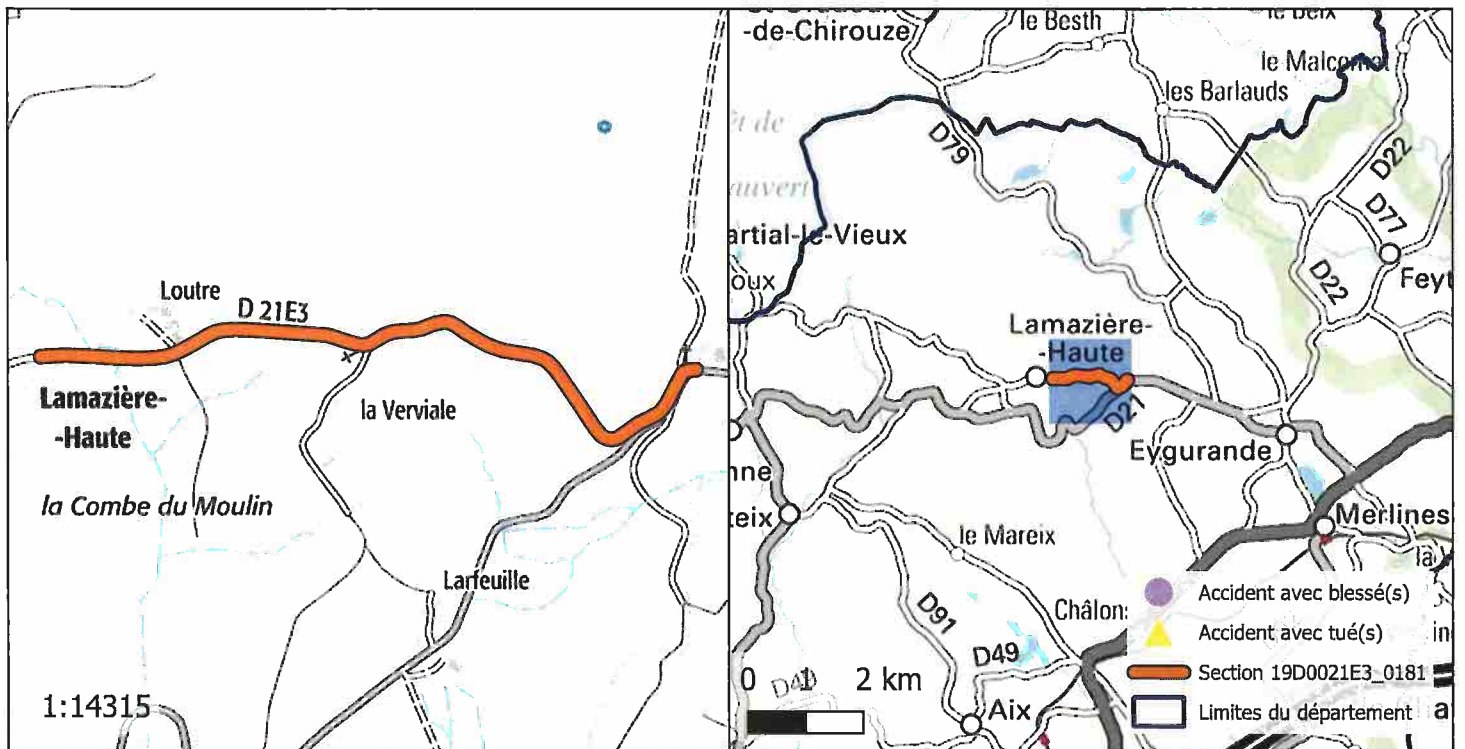 Loutre
D 21E3
Lamazière-
-Haute
la Verviale
la Combe du Moulin
Larfeuille
1:14315
-de-Chirouze
le Besth
le Malcornet
les Barlauds
D79
D22
D77
D22
Feyt
artial-le-Vieux
oux
Lamazière-
-Haute
D21
Eygurande
Merlines
teix
le Mareix
Châlons
D91
D49
D49
Aix
0 1 2 km
Accident avec blessé(s)
Accident avec tué(s)
Section 19D0021E3_0181
Limites du département